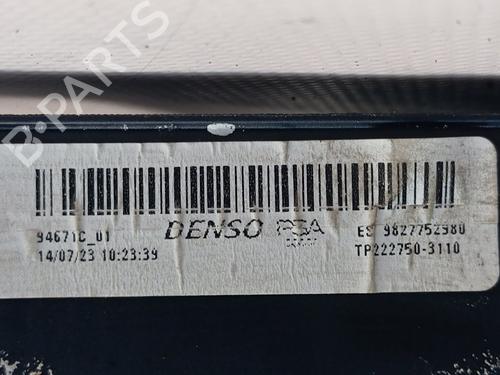 B-PARTS
94671C_01 DENSO PSA ES 9827752980
14/07/23 10:23:39 TP222750-3110